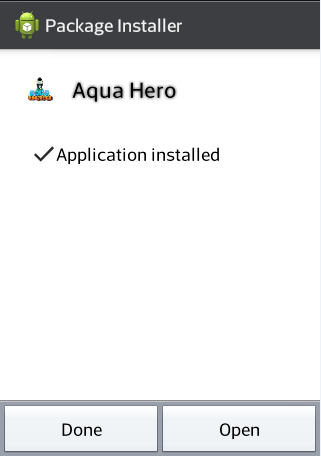 Package Installer
Aqua Hero
Application installed
Done
Open